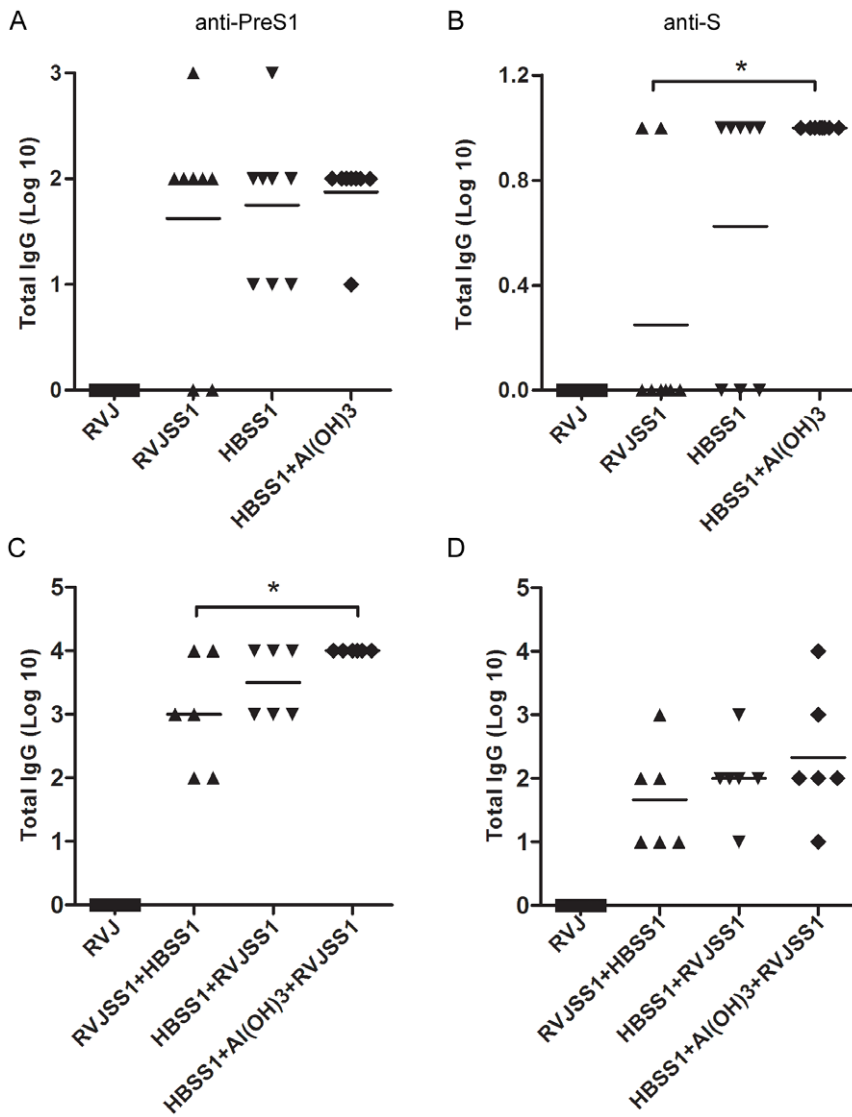 A
anti-PreS1
Total IgG (Log 10)
3
2
1
0
RVJ
RVJSS1
HBSS1
HBSS1+Al(OH)3
B
anti-S
*
Total IgG (Log 10)
1.2
0.8
0.4
0.0
RVJ
RVJSS1
HBSS1
HBSS1+Al(OH)3
C
*
Total IgG (Log 10)
5
4
3
2
1
0
RVJ
RVJSS1+HBSS1
HBSS1+RVJSS1
HBSS1+Al(OH)3+RVJSS1
D
Total IgG (Log 10)
5
4
3
2
1
0
RVJ
RVJSS1+HBSS1
HBSS1+RVJSS1
HBSS1+Al(OH)3+RVJSS1